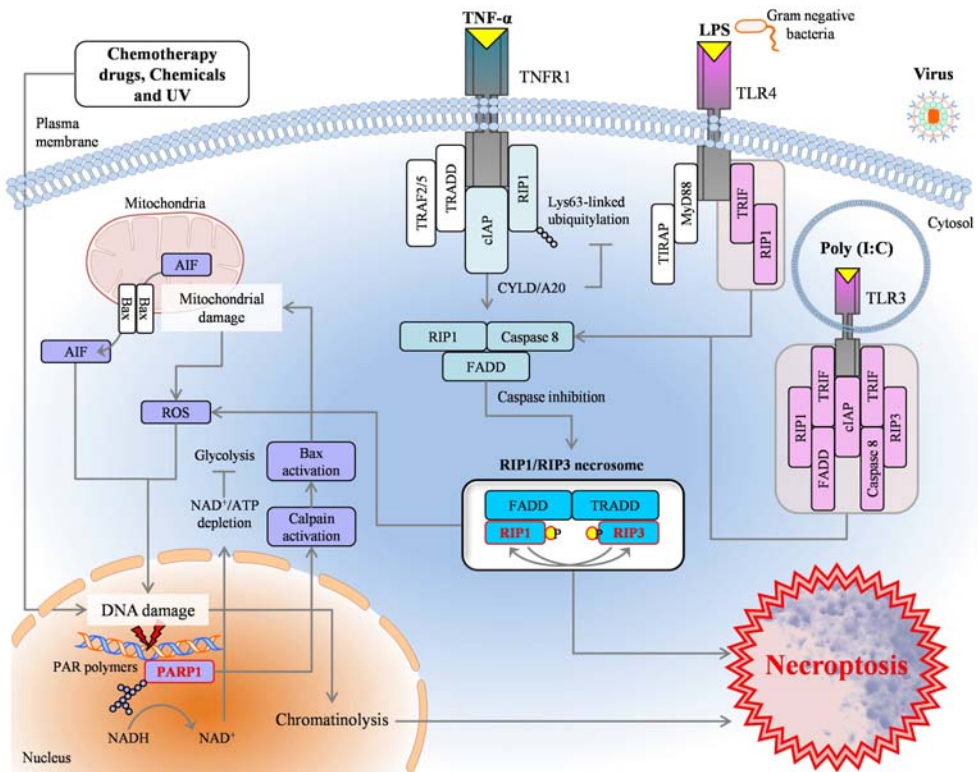 TNF-α
LPS
Gram negative
bacteria
Chemotherapy
drugs, Chemicals
and UV
TNFR1
TLR4
Virus
Plasma
membrane
TRAF2/5
TRADD
cIAP
RIP1
Lys63-linked
ubiquitylation
TIRAP
MyD88
TRIF
RIP1
Cytosol
Mitochondria
AIF
Bax
Bax
Mitochondrial
damage
AIF
CYLD/A20
Poly (I:C)
TLR3
RIP1
Caspase 8
FADD
Caspase inhibition
ROS
RIP1
TRIF
FADD
cIAP
TRIF
Caspase 8
RIP3
Glycolysis
Bax
activation
NAD⁺/ATP
depletion
Calpain
activation
RIP1/RIP3 necrosome
FADD
TRADD
RIP1
P
P
RIP3
DNA damage
PAR polymers
PARP1
NADH
NAD⁺
Chromatinolysis
Necroptosis
Nucleus